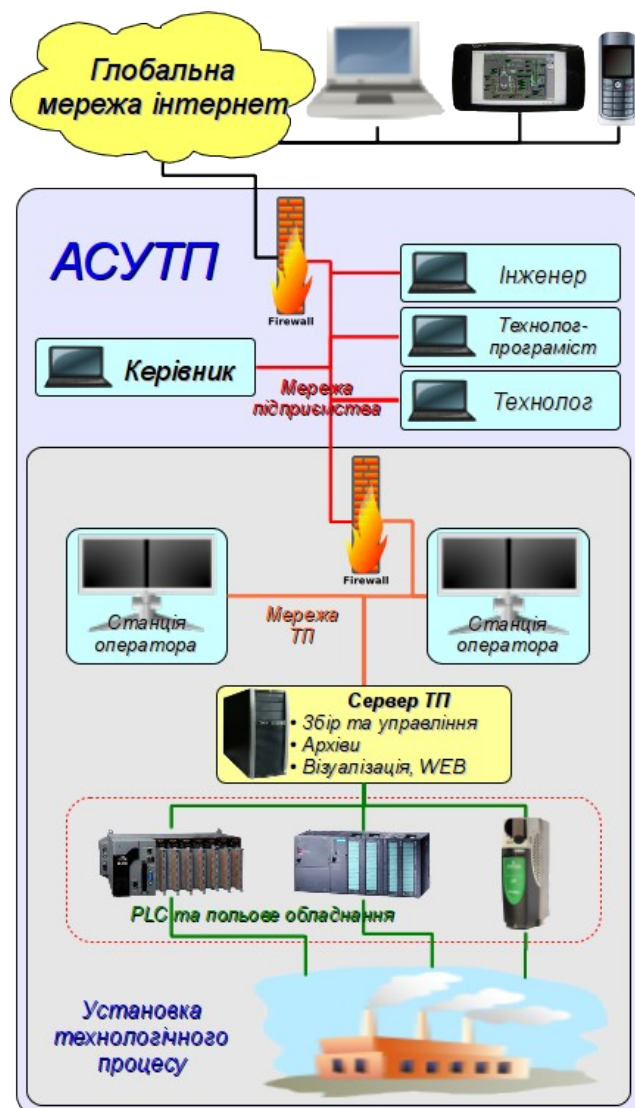 Глобальна
мережа інтернет
АСУТП
Firewall
Інженер
Технолог-
програміст
Технолог
Керівник
Мережа
підприємства
Firewall
Станція
оператора
Станція
оператора
Мережа
ТП
Сервер ТП
• Збір та управління
• Архіви
• Візуалізація, WEB
PLC та польове обладнання
Установка
технологічного
процесу